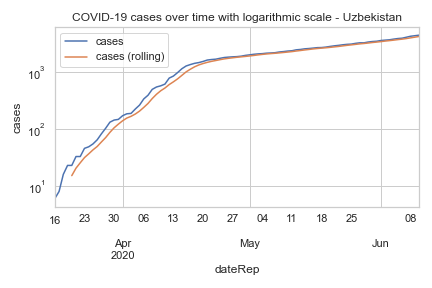 COVID-19 cases over time with logarithmic scale - Uzbekistan
cases
cases (rolling)
10³
10²
10¹
cases
16 23 30 06 13 20 27 04 11 18 25 08
Apr May Jun
2020
dateRep